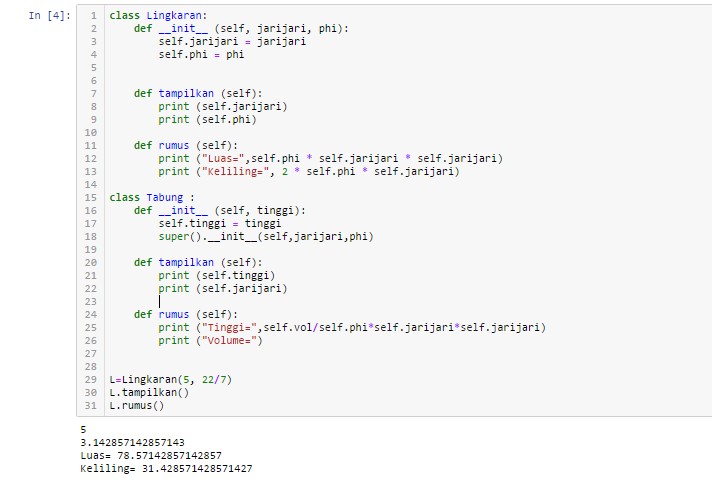 In [4]:
1 class Lingkaran:
2     def __init__ (self, jarijari, phi):
3         self.jarijari = jarijari
4         self.phi = phi
5
6
7     def tampilkan (self):
8         print (self.jarijari)
9         print (self.phi)
10
11     def rumus (self):
12         print ("Luas=",self.phi * self.jarijari * self.jarijari)
13         print ("Keliling=", 2 * self.phi * self.jarijari)
14
15 class Tabung :
16     def __init__ (self, tinggi):
17         self.tinggi = tinggi
18         super().__init__(self,jarijari,phi)
19
20     def tampilkan (self):
21         print (self.tinggi)
22         print (self.jarijari)
23
24     def rumus (self):
25         print ("Tinggi=",self.vol/self.phi*self.jarijari*self.jarijari)
26         print ("Volume=")
27
28
29 L=Lingkaran(5, 22/7)
30 L.tampilkan()
31 L.rumus()
5
3.142857142857143
Luas= 78.57142857142857
Keliling= 31.428571428571427